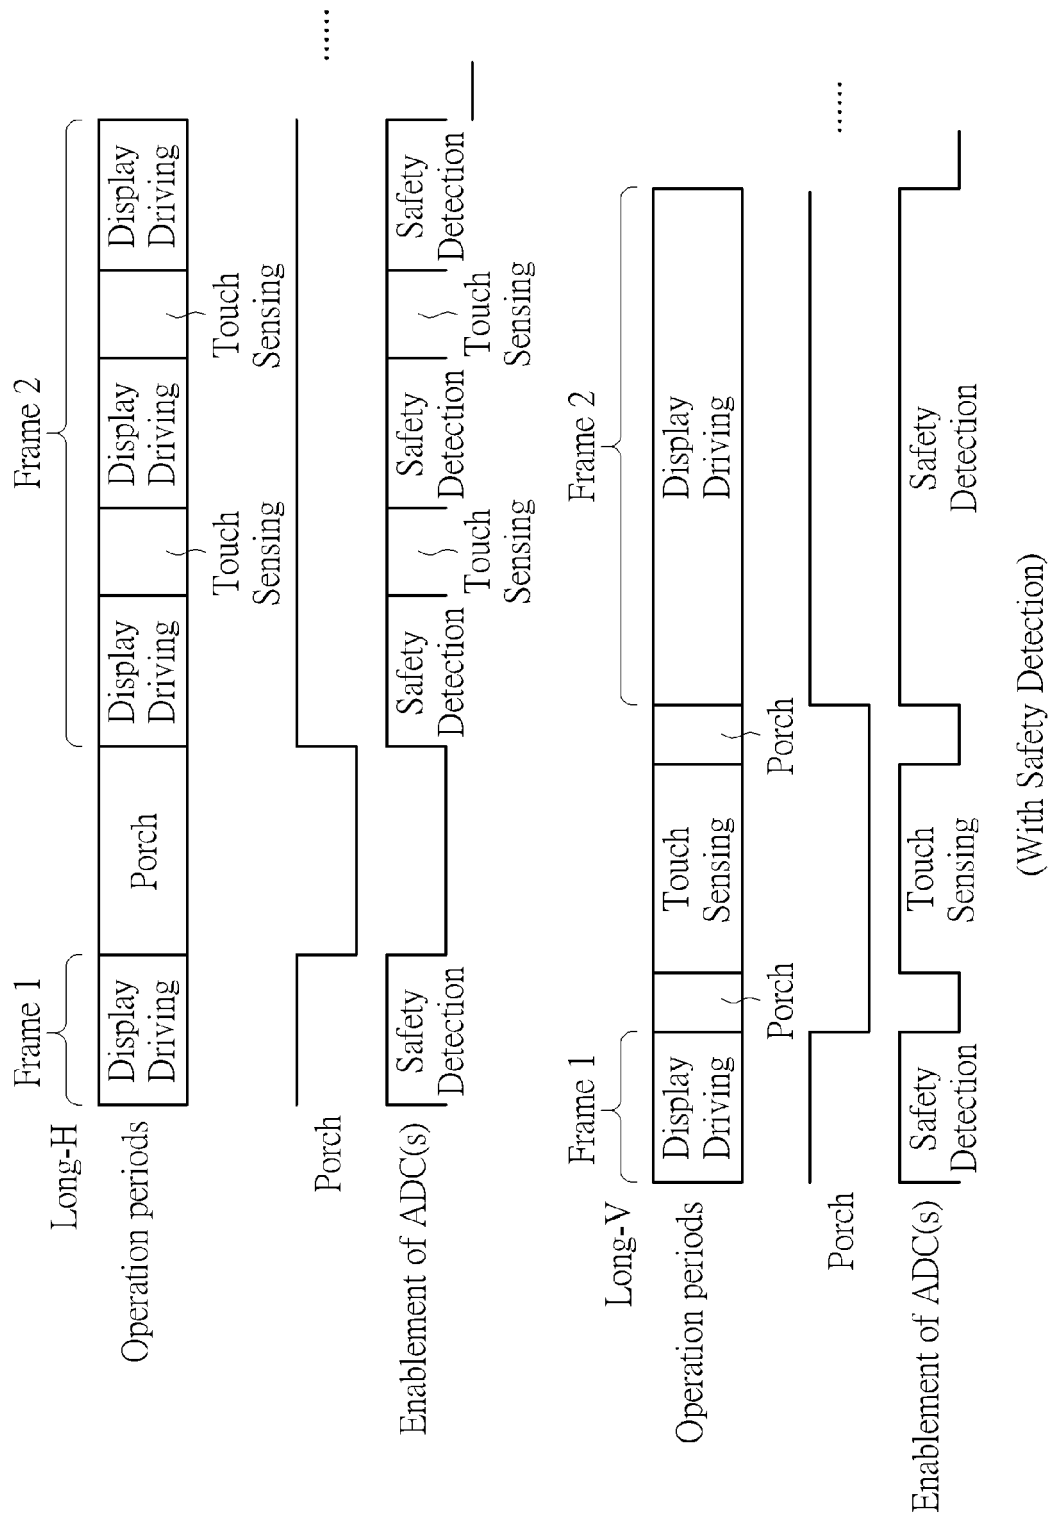 Long-H
Frame 1
Frame 2
Operation periods
Display
Driving
Porch
Display
Driving
Display
Driving
Display
Driving
Touch
Sensing
Touch
Sensing
Porch
......
Enablement of ADC(s)
Safety
Detection
Safety
Detection
Safety
Detection
Safety
Detection
Touch
Sensing
Touch
Sensing
Long-V
Frame 1
Frame 2
Operation periods
Display
Driving
Touch
Sensing
Display
Driving
Porch
Porch
Porch
......
Enablement of ADC(s)
Safety
Detection
Touch
Sensing
Safety
Detection
(With Safety Detection)